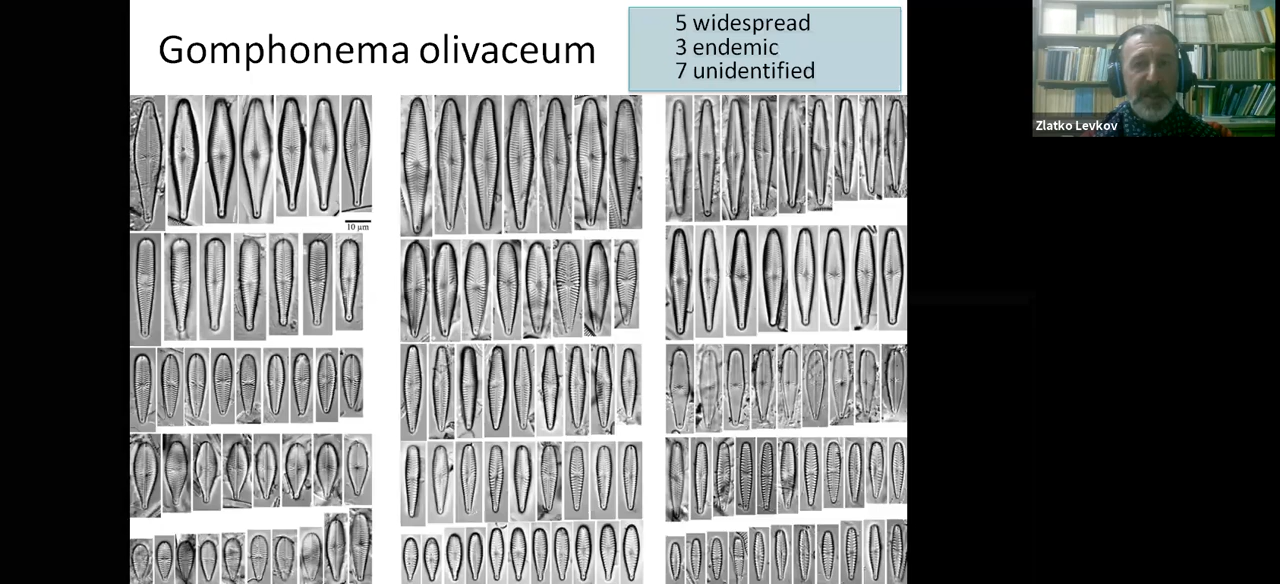 Gomphonema olivaceum
5 widespread
3 endemic
7 unidentified
10 µm
Zlatko Levkov